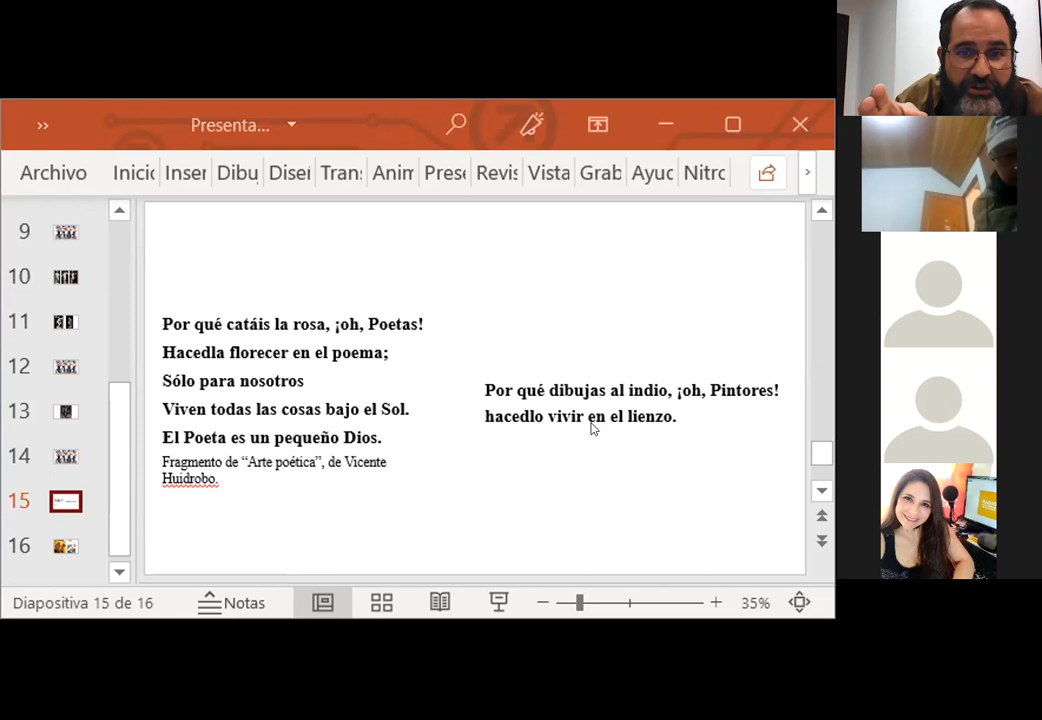 Presenta...
Archivo Inicio Inser Dibu Diseñ Trans Anim Prese Revis Vista Grab Ayuc Nitro
9
10
11
12
13
14
15
16
Por qué catáis la rosa, ¡oh, Poetas!
Hacedla florecer en el poema;
Sólo para nosotros
Viven todas las cosas bajo el Sol.
El Poeta es un pequeño Dios.
Fragmento de “Arte poética”, de Vicente
Huidrobo.
Por qué dibujas al indio, ¡oh, Pintores!
hacedlo vivir en el lienzo.
Diapositiva 15 de 16 Notas 35%